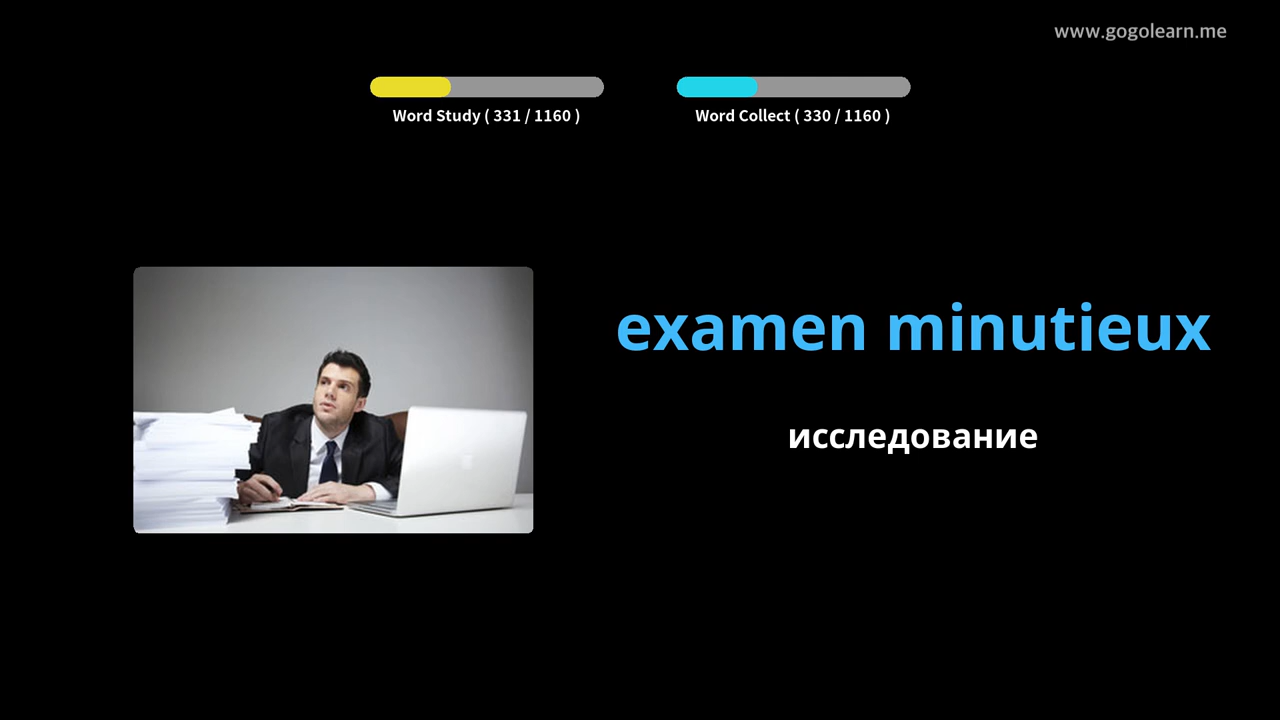 www.gogolearn.me
Word Study ( 331 / 1160 )
Word Collect ( 330 / 1160 )
examen minutieux
исследование